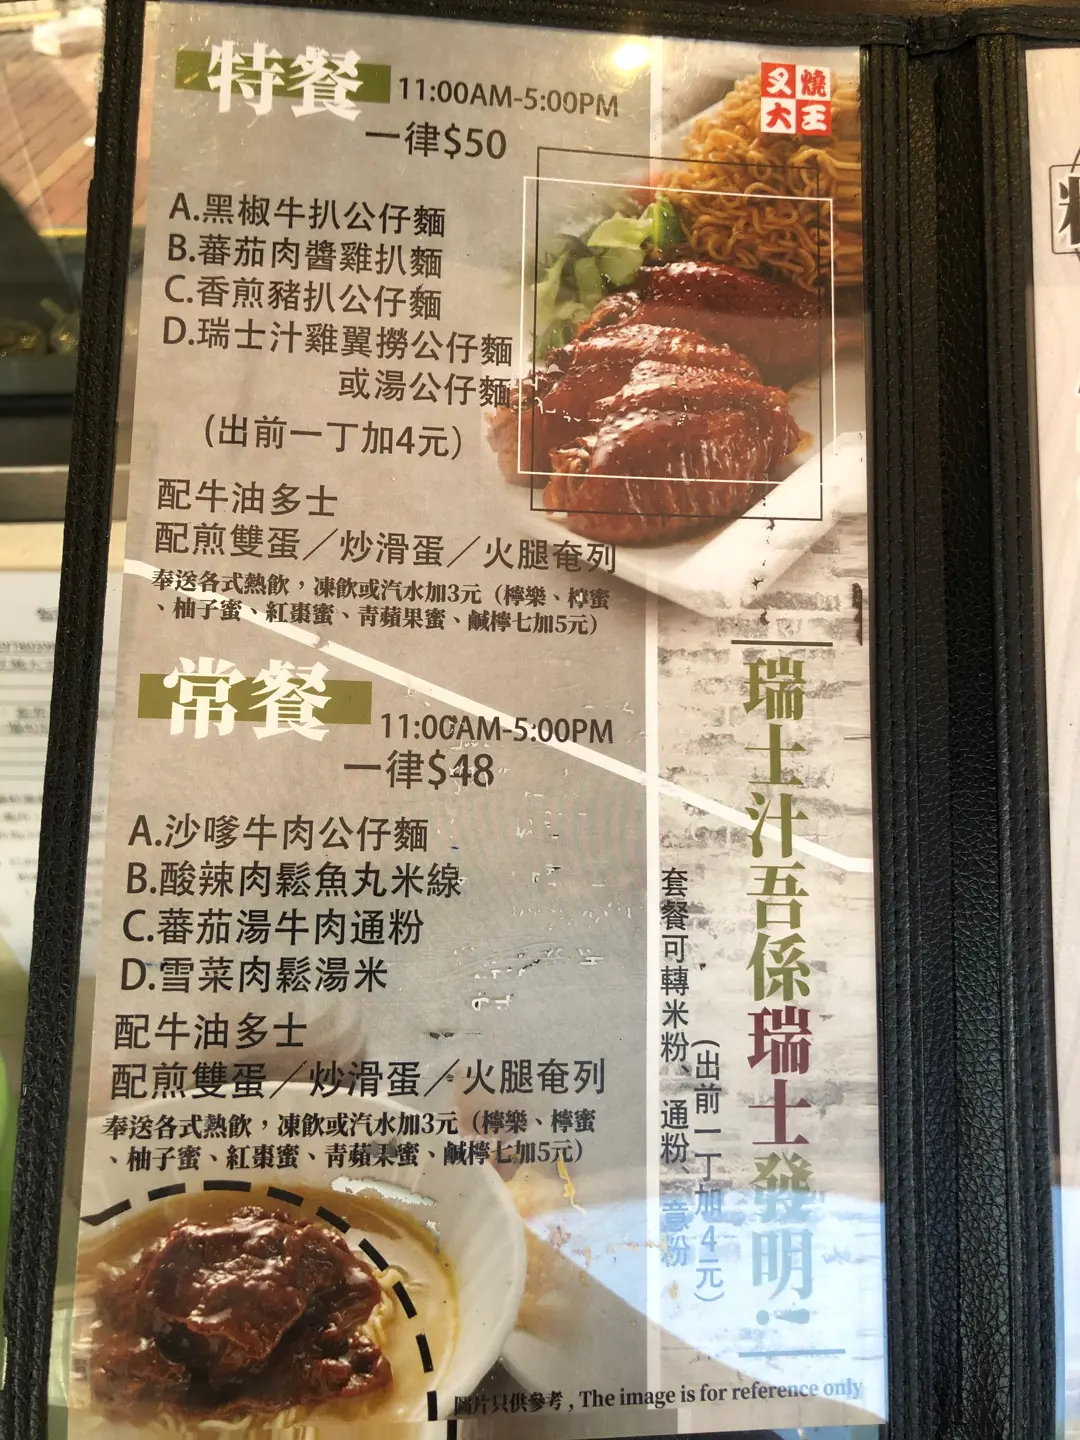 特餐
11:00AM-5:00PM
一律$50
叉燒
大王
A.黑椒牛扒公仔麵
B.蕃茄肉醬雞扒麵
C.香煎豬扒公仔麵
D.瑞士汁雞翼撈公仔麵
或湯公仔麵
(出前一丁加4元)
配牛油多士
配煎雙蛋／炒滑蛋／火腿奄列
奉送各式熱飲，凍飲或汽水加3元（檸樂、檸蜜
、柚子蜜、紅棗蜜、青蘋果蜜、鹹檸七加5元）
常餐
11:00AM-5:00PM
一律$48
A.沙嗲牛肉公仔麵
B.酸辣肉鬆魚丸米線
C.蕃茄湯牛肉通粉
D.雪菜肉鬆湯米
配牛油多士
配煎雙蛋／炒滑蛋／火腿奄列
奉送各式熱飲，凍飲或汽水加3元（檸樂、檸蜜
、柚子蜜、紅棗蜜、青蘋果蜜、鹹檸七加5元）
瑞士汁吾係瑞士發明！
套餐可轉米粉、通粉、意粉
（出前一丁加4元）
圖片只供參考 , The image is for reference only